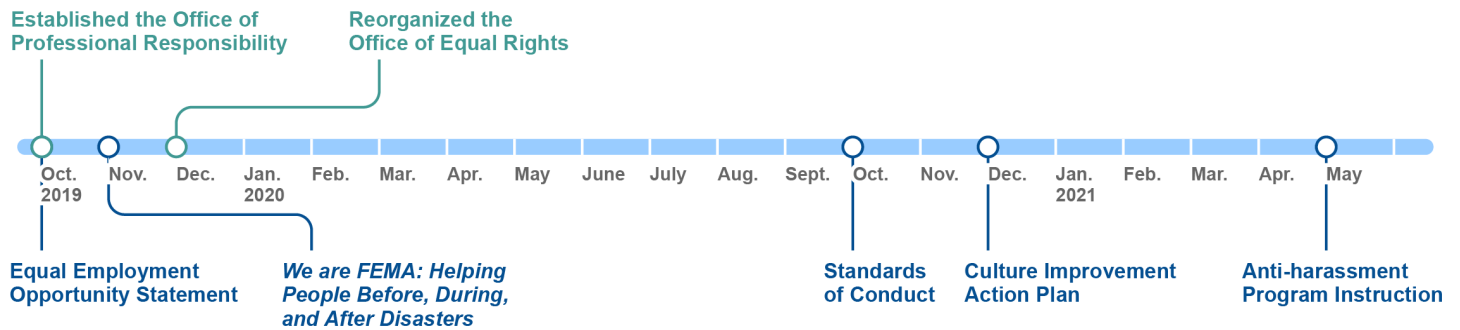 Established the Office of
Professional Responsibility
Reorganized the
Office of Equal Rights
Oct. Nov. Dec. Jan. Feb. Mar. Apr. May June July Aug. Sept. Oct. Nov. Dec. Jan. Feb. Mar. Apr. May
2019 2020 2021
Equal Employment
Opportunity Statement
We are FEMA: Helping
People Before, During,
and After Disasters
Standards
of Conduct
Culture Improvement
Action Plan
Anti-harassment
Program Instruction